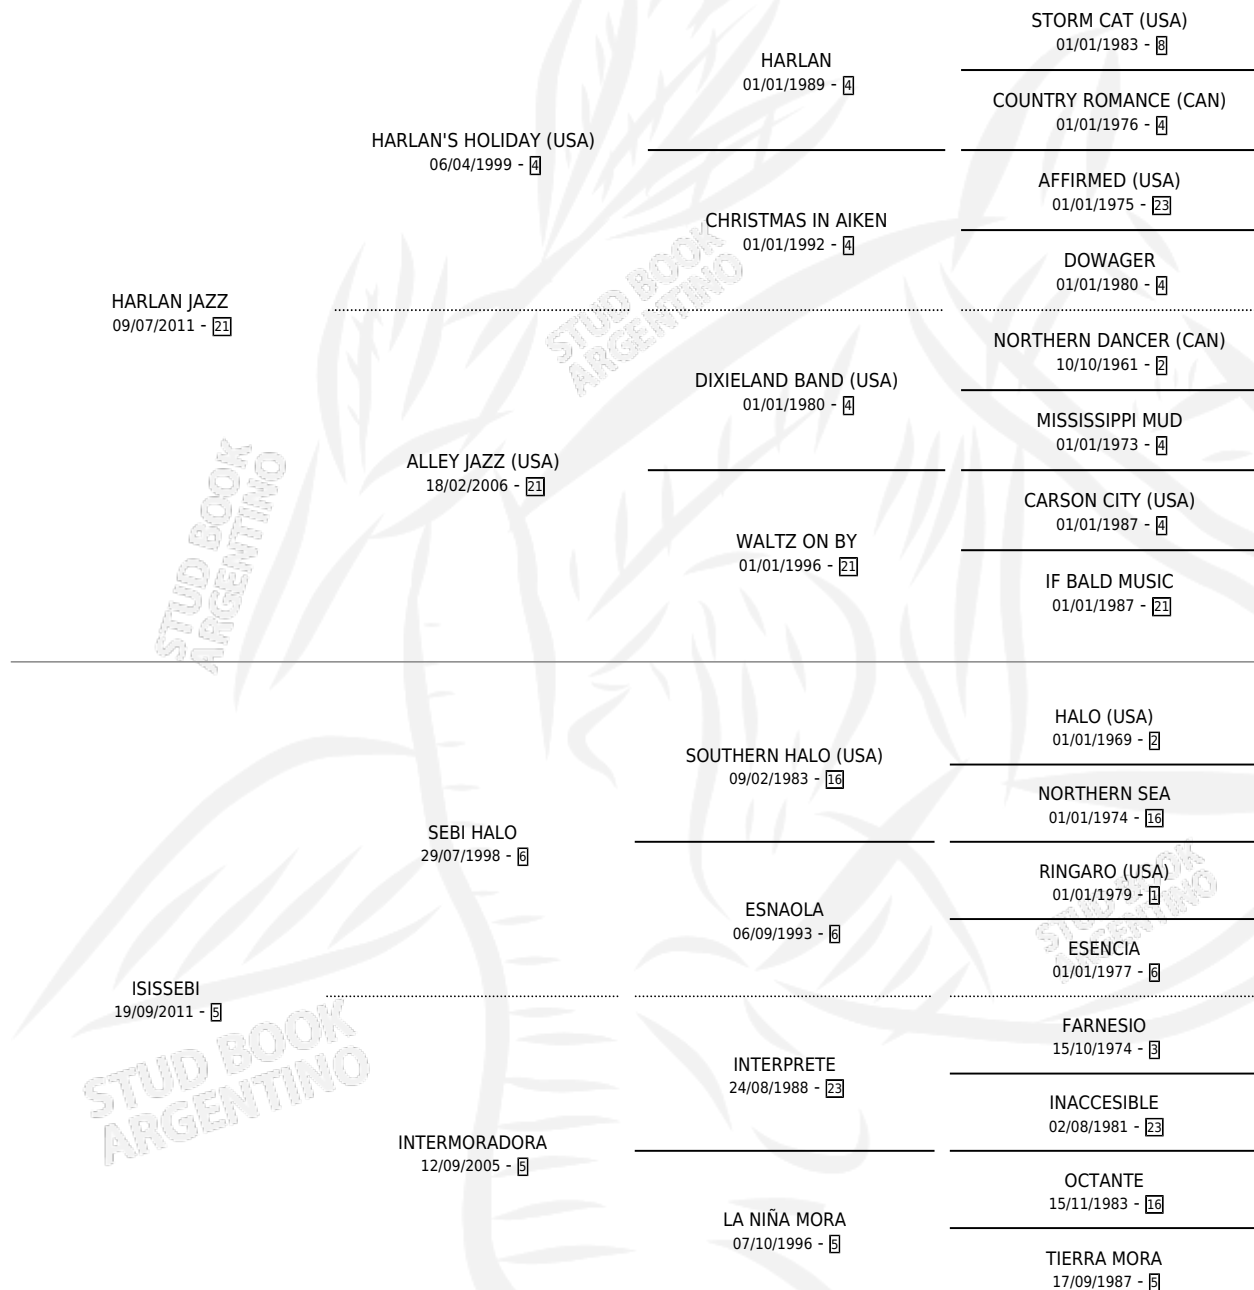 STORM CAT (USA)
01/01/1983 - 8
HARLAN
01/01/1989 - 4
COUNTRY ROMANCE (CAN)
01/01/1976 - 4
HARLAN'S HOLIDAY (USA)
06/04/1999 - 4
AFFIRMED (USA)
01/01/1975 - 23
CHRISTMAS IN AIKEN
01/01/1992 - 4
DOWAGER
01/01/1980 - 4
HARLAN JAZZ
09/07/2011 - 21
NORTHERN DANCER (CAN)
10/10/1961 - 2
DIXIELAND BAND (USA)
01/01/1980 - 4
MISSISSIPPI MUD
01/01/1973 - 4
ALLEY JAZZ (USA)
18/02/2006 - 21
CARSON CITY (USA)
01/01/1987 - 4
WALTZ ON BY
01/01/1996 - 21
IF BALD MUSIC
01/01/1987 - 21
HALO (USA)
01/01/1969 - 2
SOUTHERN HALO (USA)
09/02/1983 - 16
NORTHERN SEA
01/01/1974 - 16
SEBI HALO
29/07/1998 - 6
RINGARO (USA)
01/01/1979 - 1
ESNAOLA
06/09/1993 - 6
ESENCIA
01/01/1977 - 6
ISISSEBI
19/09/2011 - 5
FARNESIO
15/10/1974 - 3
INTERPRETE
24/08/1988 - 23
INACCESIBLE
02/08/1981 - 23
INTERMORADORA
12/09/2005 - 5
OCTANTE
15/11/1983 - 16
LA NIÑA MORA
07/10/1996 - 5
TIERRA MORA
17/09/1987 - 5
STUD BOOK
ARGENTINO
STUD BOOK
ARGENTINO
STUD BOOK
ARGENTINO
STUD BOOK
ARGENTINO